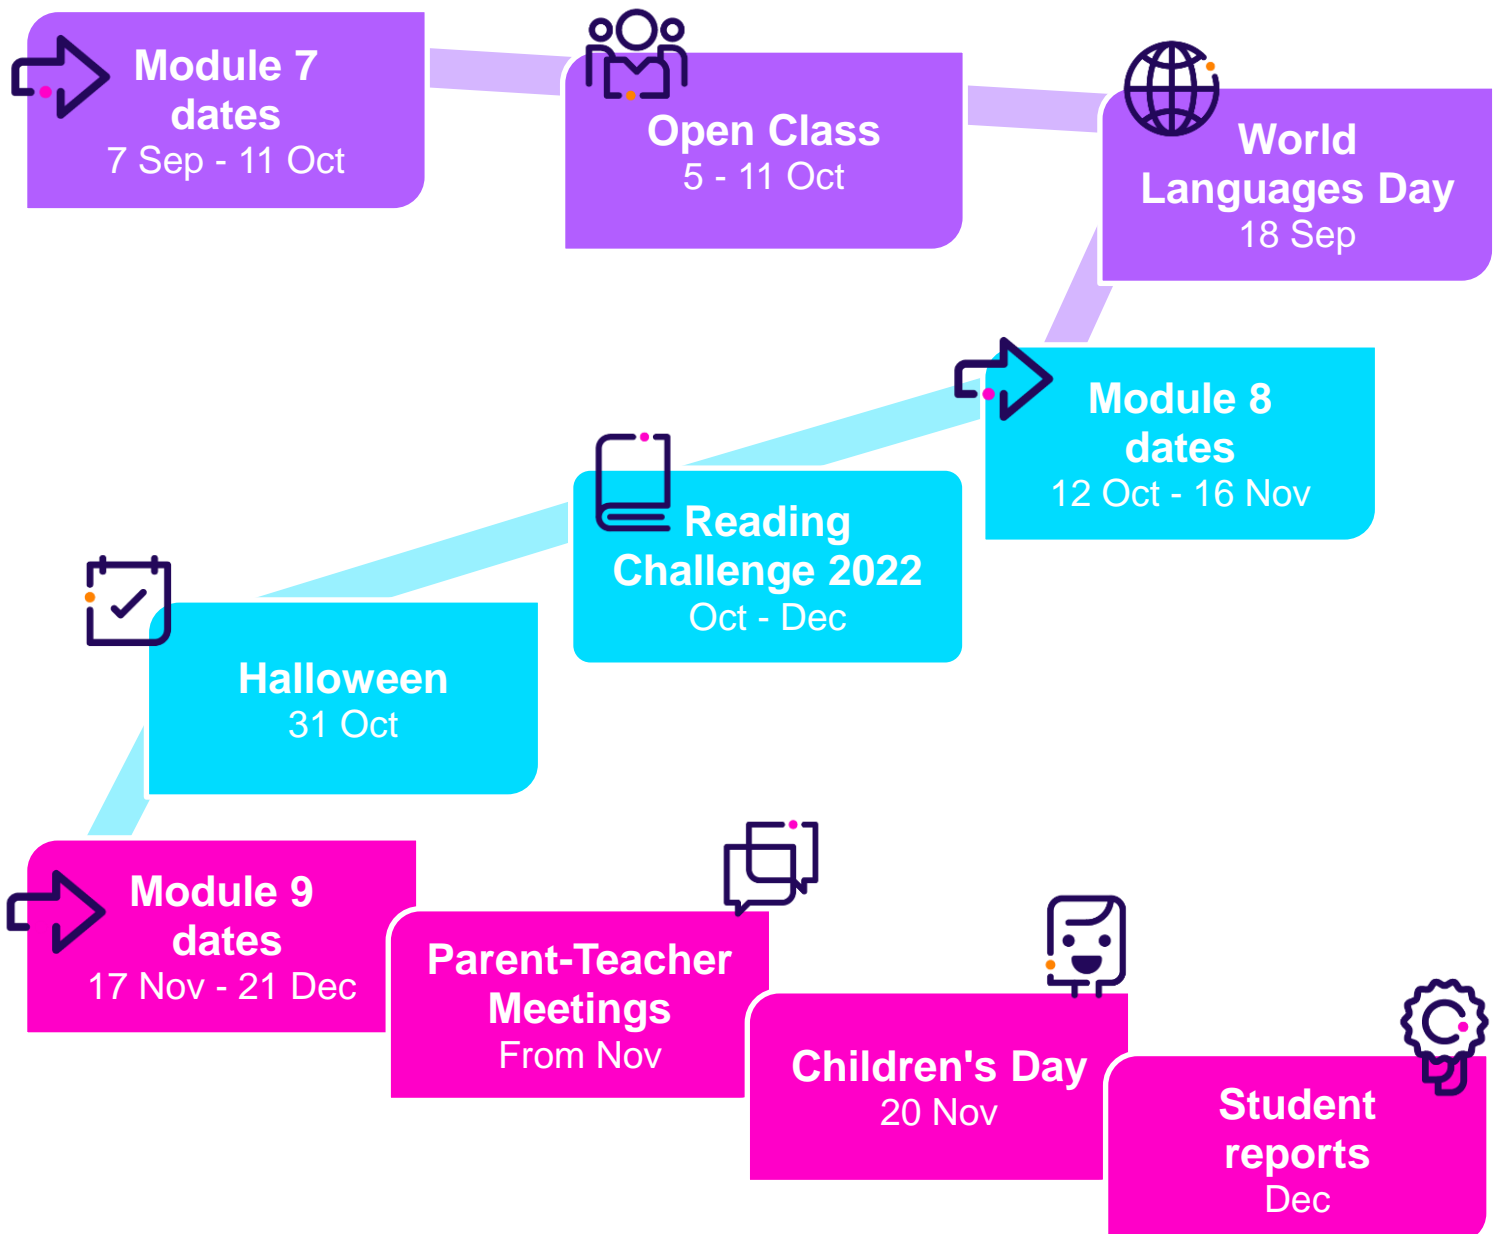 Module 7
dates
7 Sep - 11 Oct
Open Class
5 - 11 Oct
World
Languages Day
18 Sep
Module 8
dates
12 Oct - 16 Nov
Reading
Challenge 2022
Oct - Dec
Halloween
31 Oct
Module 9
dates
17 Nov - 21 Dec
Parent-Teacher
Meetings
From Nov
Children's Day
20 Nov
Student
reports
Dec